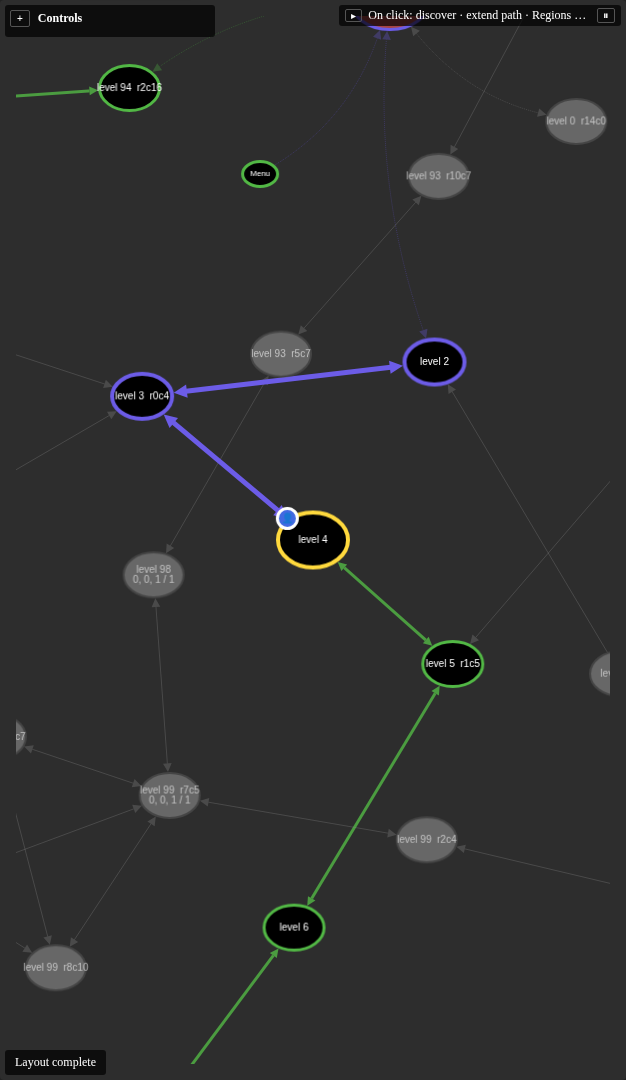 + Controls
On click: discover · extend path · Regions …
level 94 r2c16
level 0 r14c0
Menu
level 93 r10c7
level 93 r5c7
level 2
level 3 r0c4
level 4
level 98
0, 0, 1 / 1
level 5 r1c5
lev
c7
level 99 r7c5
0, 0, 1 / 1
level 99 r2c4
level 6
level 99 r8c10
Layout complete